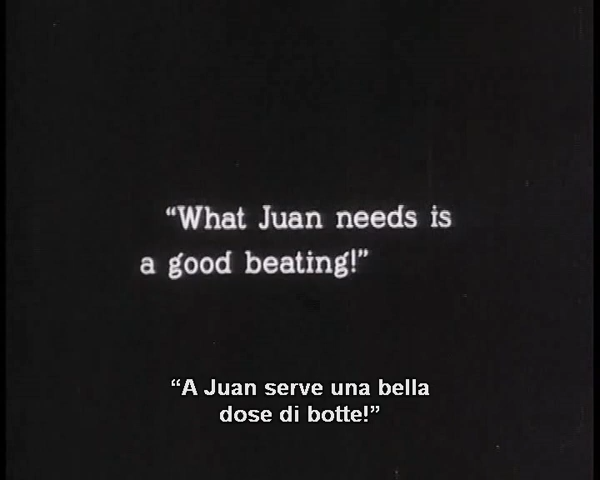 “What Juan needs is
a good beating!”
“A Juan serve una bella
dose di botte!”